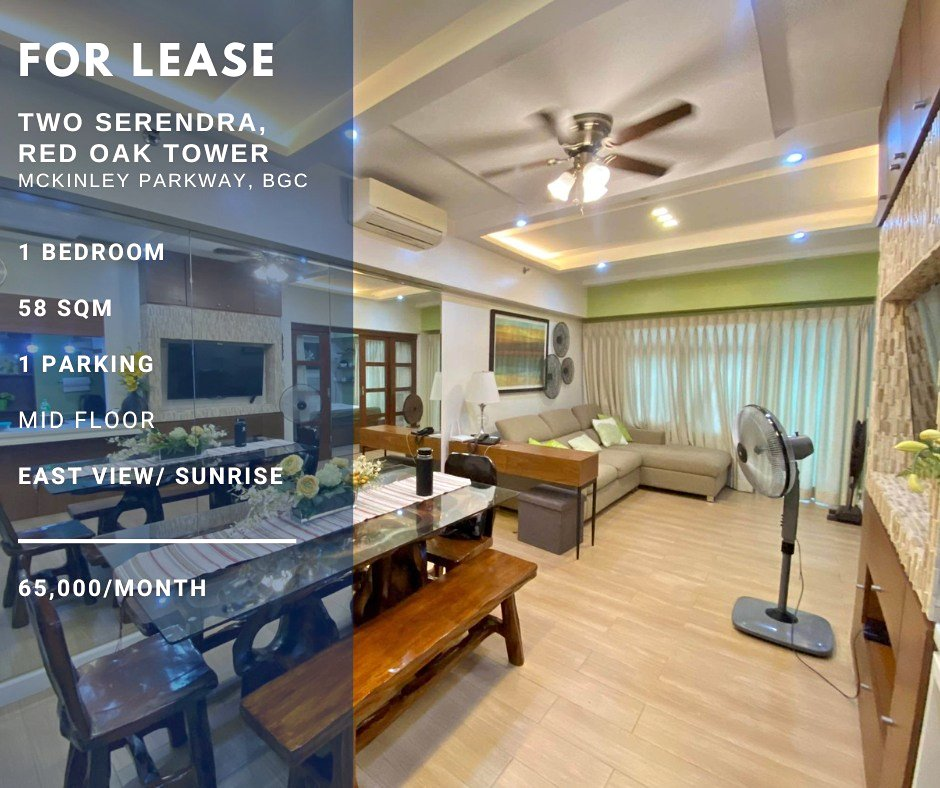 FOR LEASE
TWO SERENDRA,
RED OAK TOWER
MCKINLEY PARKWAY, BGC
1 BEDROOM
58 SQM
1 PARKING
MID FLOOR
EAST VIEW/ SUNRISE
65,000/MONTH